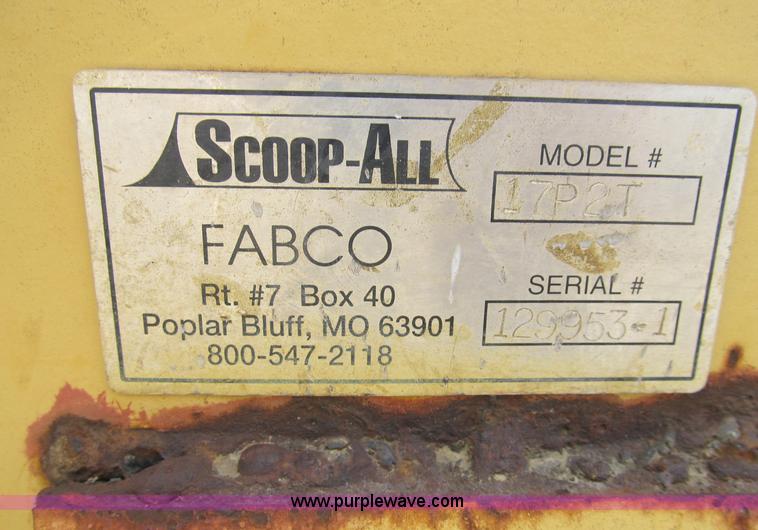 SCOOP-ALL
FABCO
Rt. #7 Box 40
Poplar Bluff, MO 63901
800-547-2118
MODEL #
17P2T
SERIAL #
129953-1
www.purplewave.com